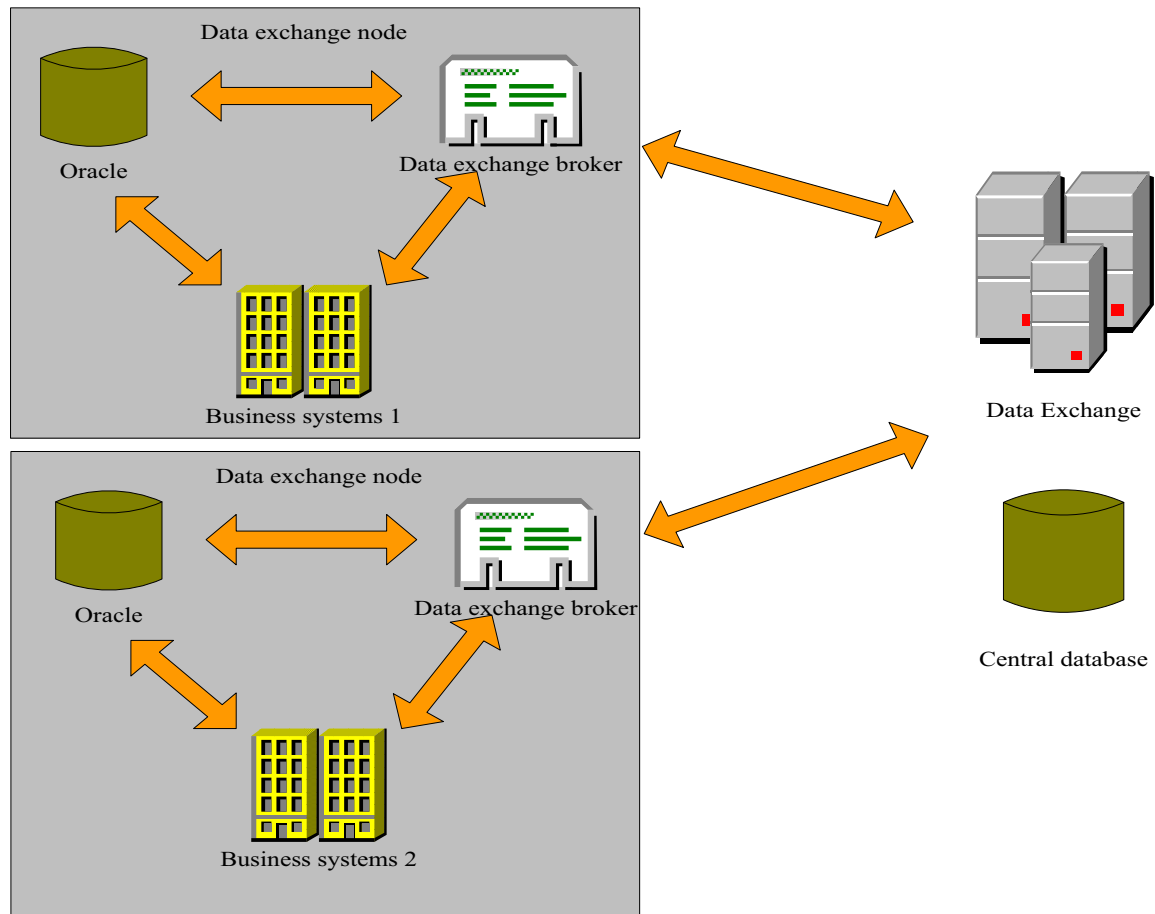 Data exchange node
Oracle
Data exchange broker
Business systems 1
Data Exchange
Data exchange node
Oracle
Data exchange broker
Central database
Business systems 2